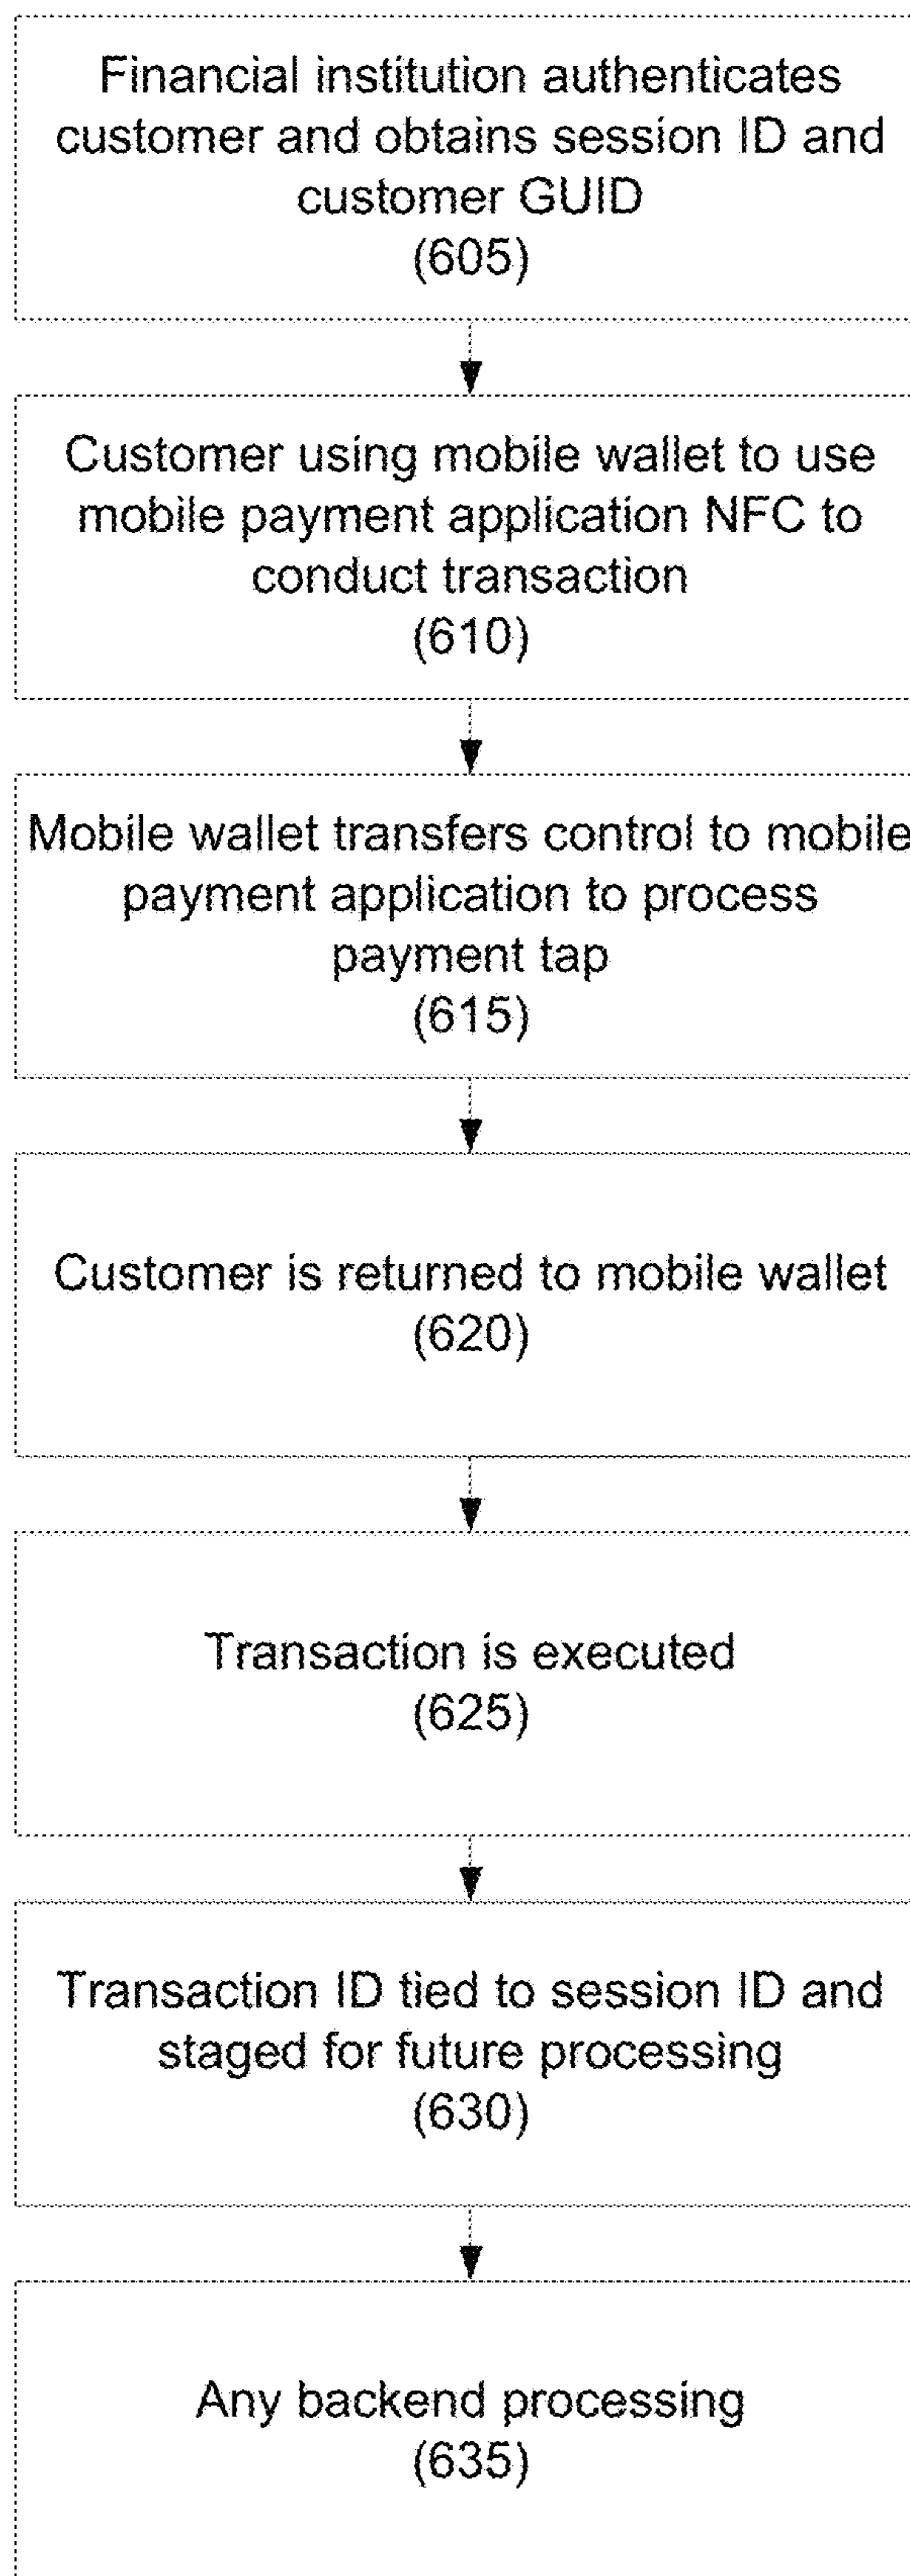 Financial institution authenticates
customer and obtains session ID and
customer GUID
(605)
Customer using mobile wallet to use
mobile payment application NFC to
conduct transaction
(610)
Mobile wallet transfers control to mobile
payment application to process
payment tap
(615)
Customer is returned to mobile wallet
(620)
Transaction is executed
(625)
Transaction ID tied to session ID and
staged for future processing
(630)
Any backend processing
(635)